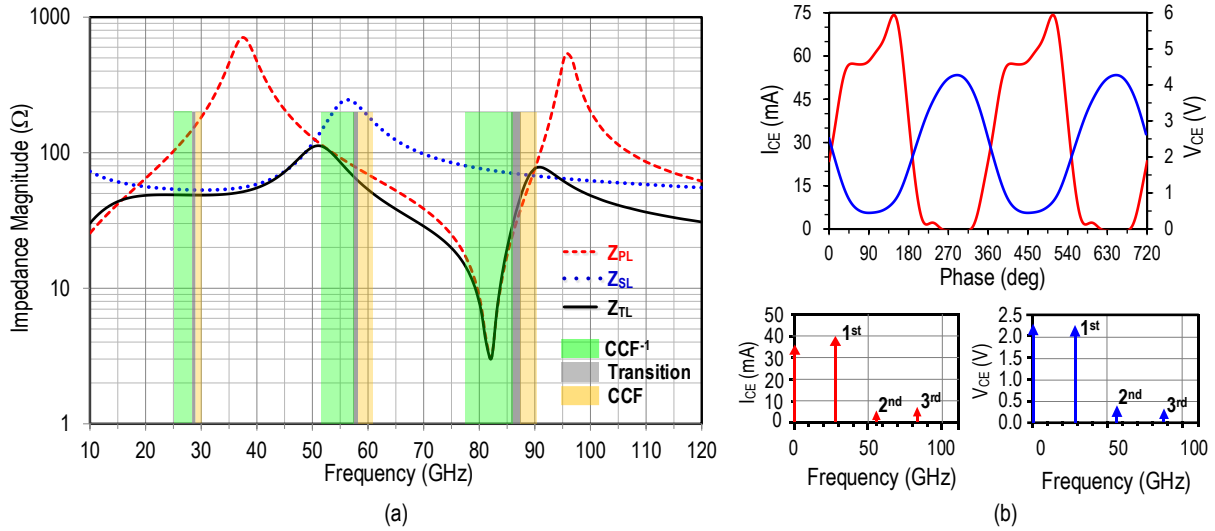 1000
100
10
1
Impedance Magnitude (Ω)
Z_PL
Z_SL
Z_TL
CCF⁻¹
Transition
CCF
10 20 30 40 50 60 70 80 90 100 110 120
Frequency (GHz)
(a)
75
60
45
30
15
0
I_CE (mA)
6
5
4
3
2
1
0
V_CE (V)
0 90 180 270 360 450 540 630 720
Phase (deg)
50
40
30
20
10
0
I_CE (mA)
1st
2nd
3rd
0 50 100
Frequency (GHz)
2.5
2.0
1.5
1.0
0.5
0.0
V_CE (V)
1st
2nd
3rd
0 50 100
Frequency (GHz)
(b)